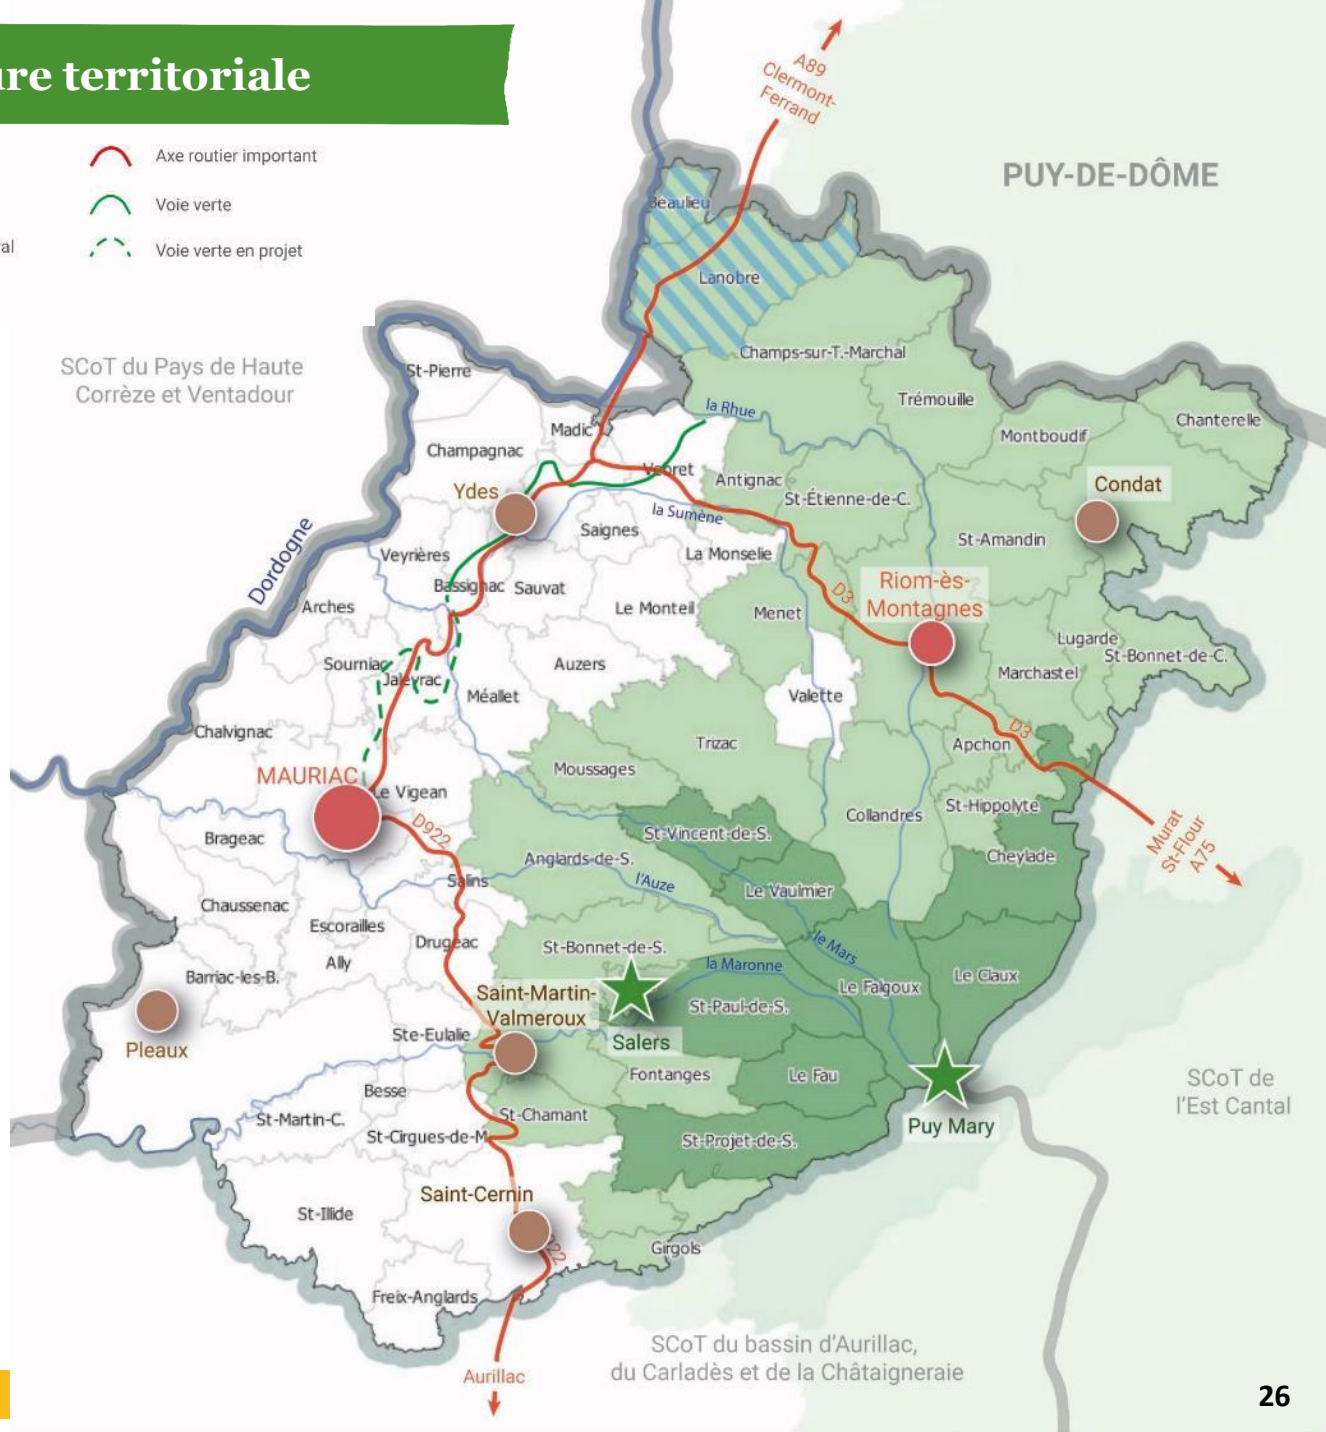 ure territoriale
Axe routier important
Voie verte
al
Voie verte en projet
A89
Clermont-
Ferrand
PUY-DE-DÔME
Beaulieu
Lanobre
SCoT du Pays de Haute
Corrèze et Ventadour
St-Pierre
Champs-sur-T.-Marchal
Trémouille
la Rhue
Chanterelle
Montboudif
Madic
Champagnac
Vebret
Antignac
St-Étienne-de-C.
Condat
Ydes
la Sumène
Saignes
St-Amandin
Dordogne
Veyrières
La Monselie
Bassignac
Sauvat
D3
Riom-ès-
Montagnes
Arches
Le Monteil
Menet
Lugarde
St-Bonnet-de-C.
Sourniac
Jaleyrac
Auzers
Marchastel
Méallet
Valette
Chalvignac
Trizac
Apchon
D3
MAURIAC
Moussages
Le Vigean
St-Hippolyte
Collandres
Murat
St-Flour
A75
Brageac
D922
St-Vincent-de-S.
Cheylade
Anglards-de-S.
l'Auze
Salins
Le Vaulmier
Chaussenac
Escorailles
Drugeac
St-Bonnet-de-S.
le Mars
Ally
la Maronne
Barriac-les-B.
Le Claux
Le Falgoux
Saint-Martin-
Valmeroux
St-Paul-de-S.
Ste-Eulalie
Salers
Pleaux
Fontanges
Le Fau
SCoT de
l'Est Cantal
Besse
St-Martin-C.
St-Chamant
Puy Mary
St-Cirgues-de-M
St-Projet-de-S.
Saint-Cernin
St-Illide
Girgols
922
Freix-Anglards
SCoT du bassin d'Aurillac,
du Carladès et de la Châtaigneraie
Aurillac
26